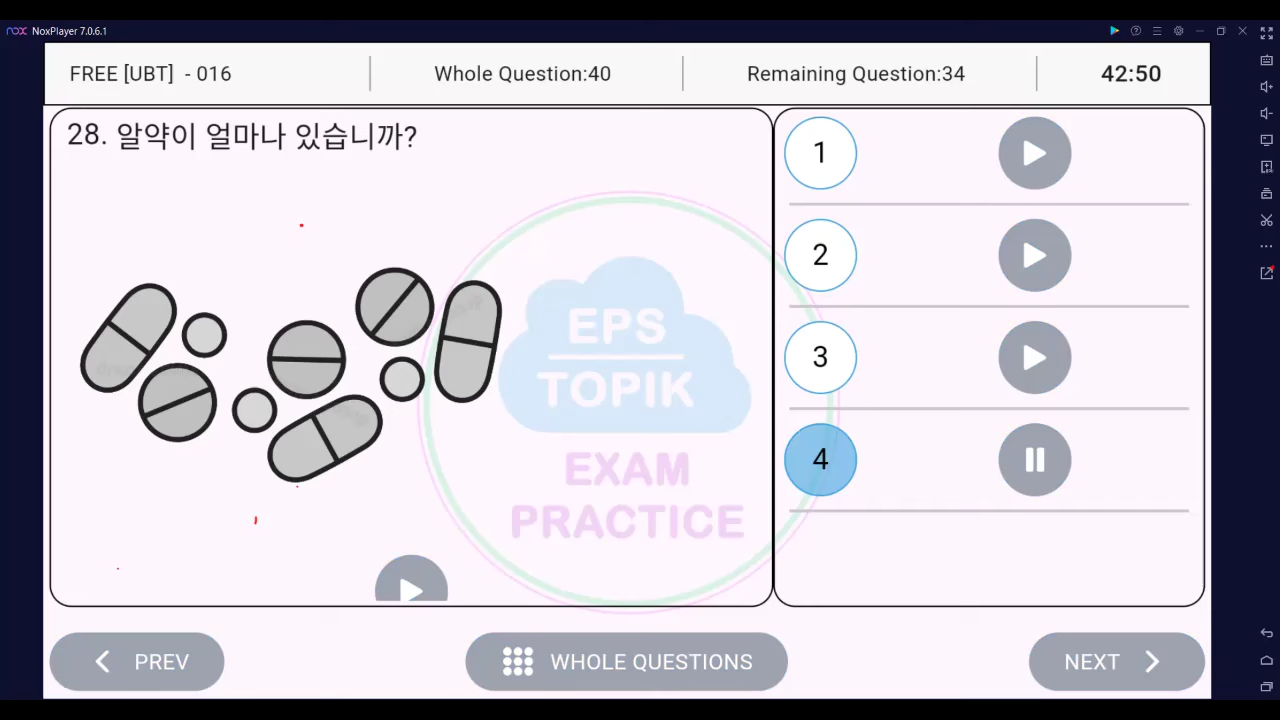 nox NoxPlayer 7.0.6.1
FREE [UBT] - 016
Whole Question:40
Remaining Question:34
42:50
28. 알약이 얼마나 있습니까?
EPS
TOPIK
EXAM
PRACTICE
1
2
3
4
PREV
WHOLE QUESTIONS
NEXT